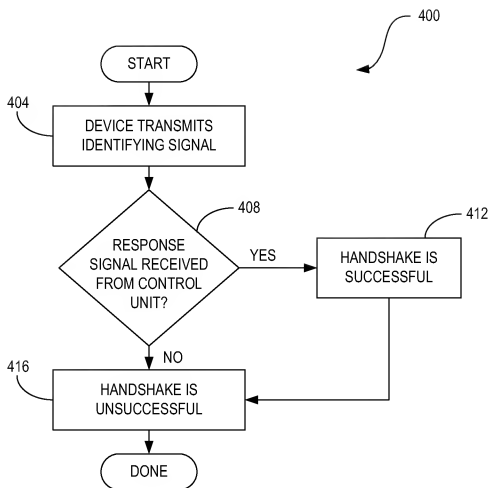 400
START
404
DEVICE TRANSMITS
IDENTIFYING SIGNAL
408
412
RESPONSE
SIGNAL RECEIVED
FROM CONTROL
UNIT?
YES
HANDSHAKE IS
SUCCESSFUL
NO
416
HANDSHAKE IS
UNSUCCESSFUL
DONE